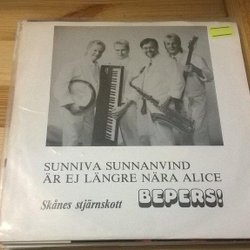 SUNNIVA SUNNANVIND
ÄR EJ LÄNGRE NÄRA ALICE
Skånes stjärnskott BEPERS!